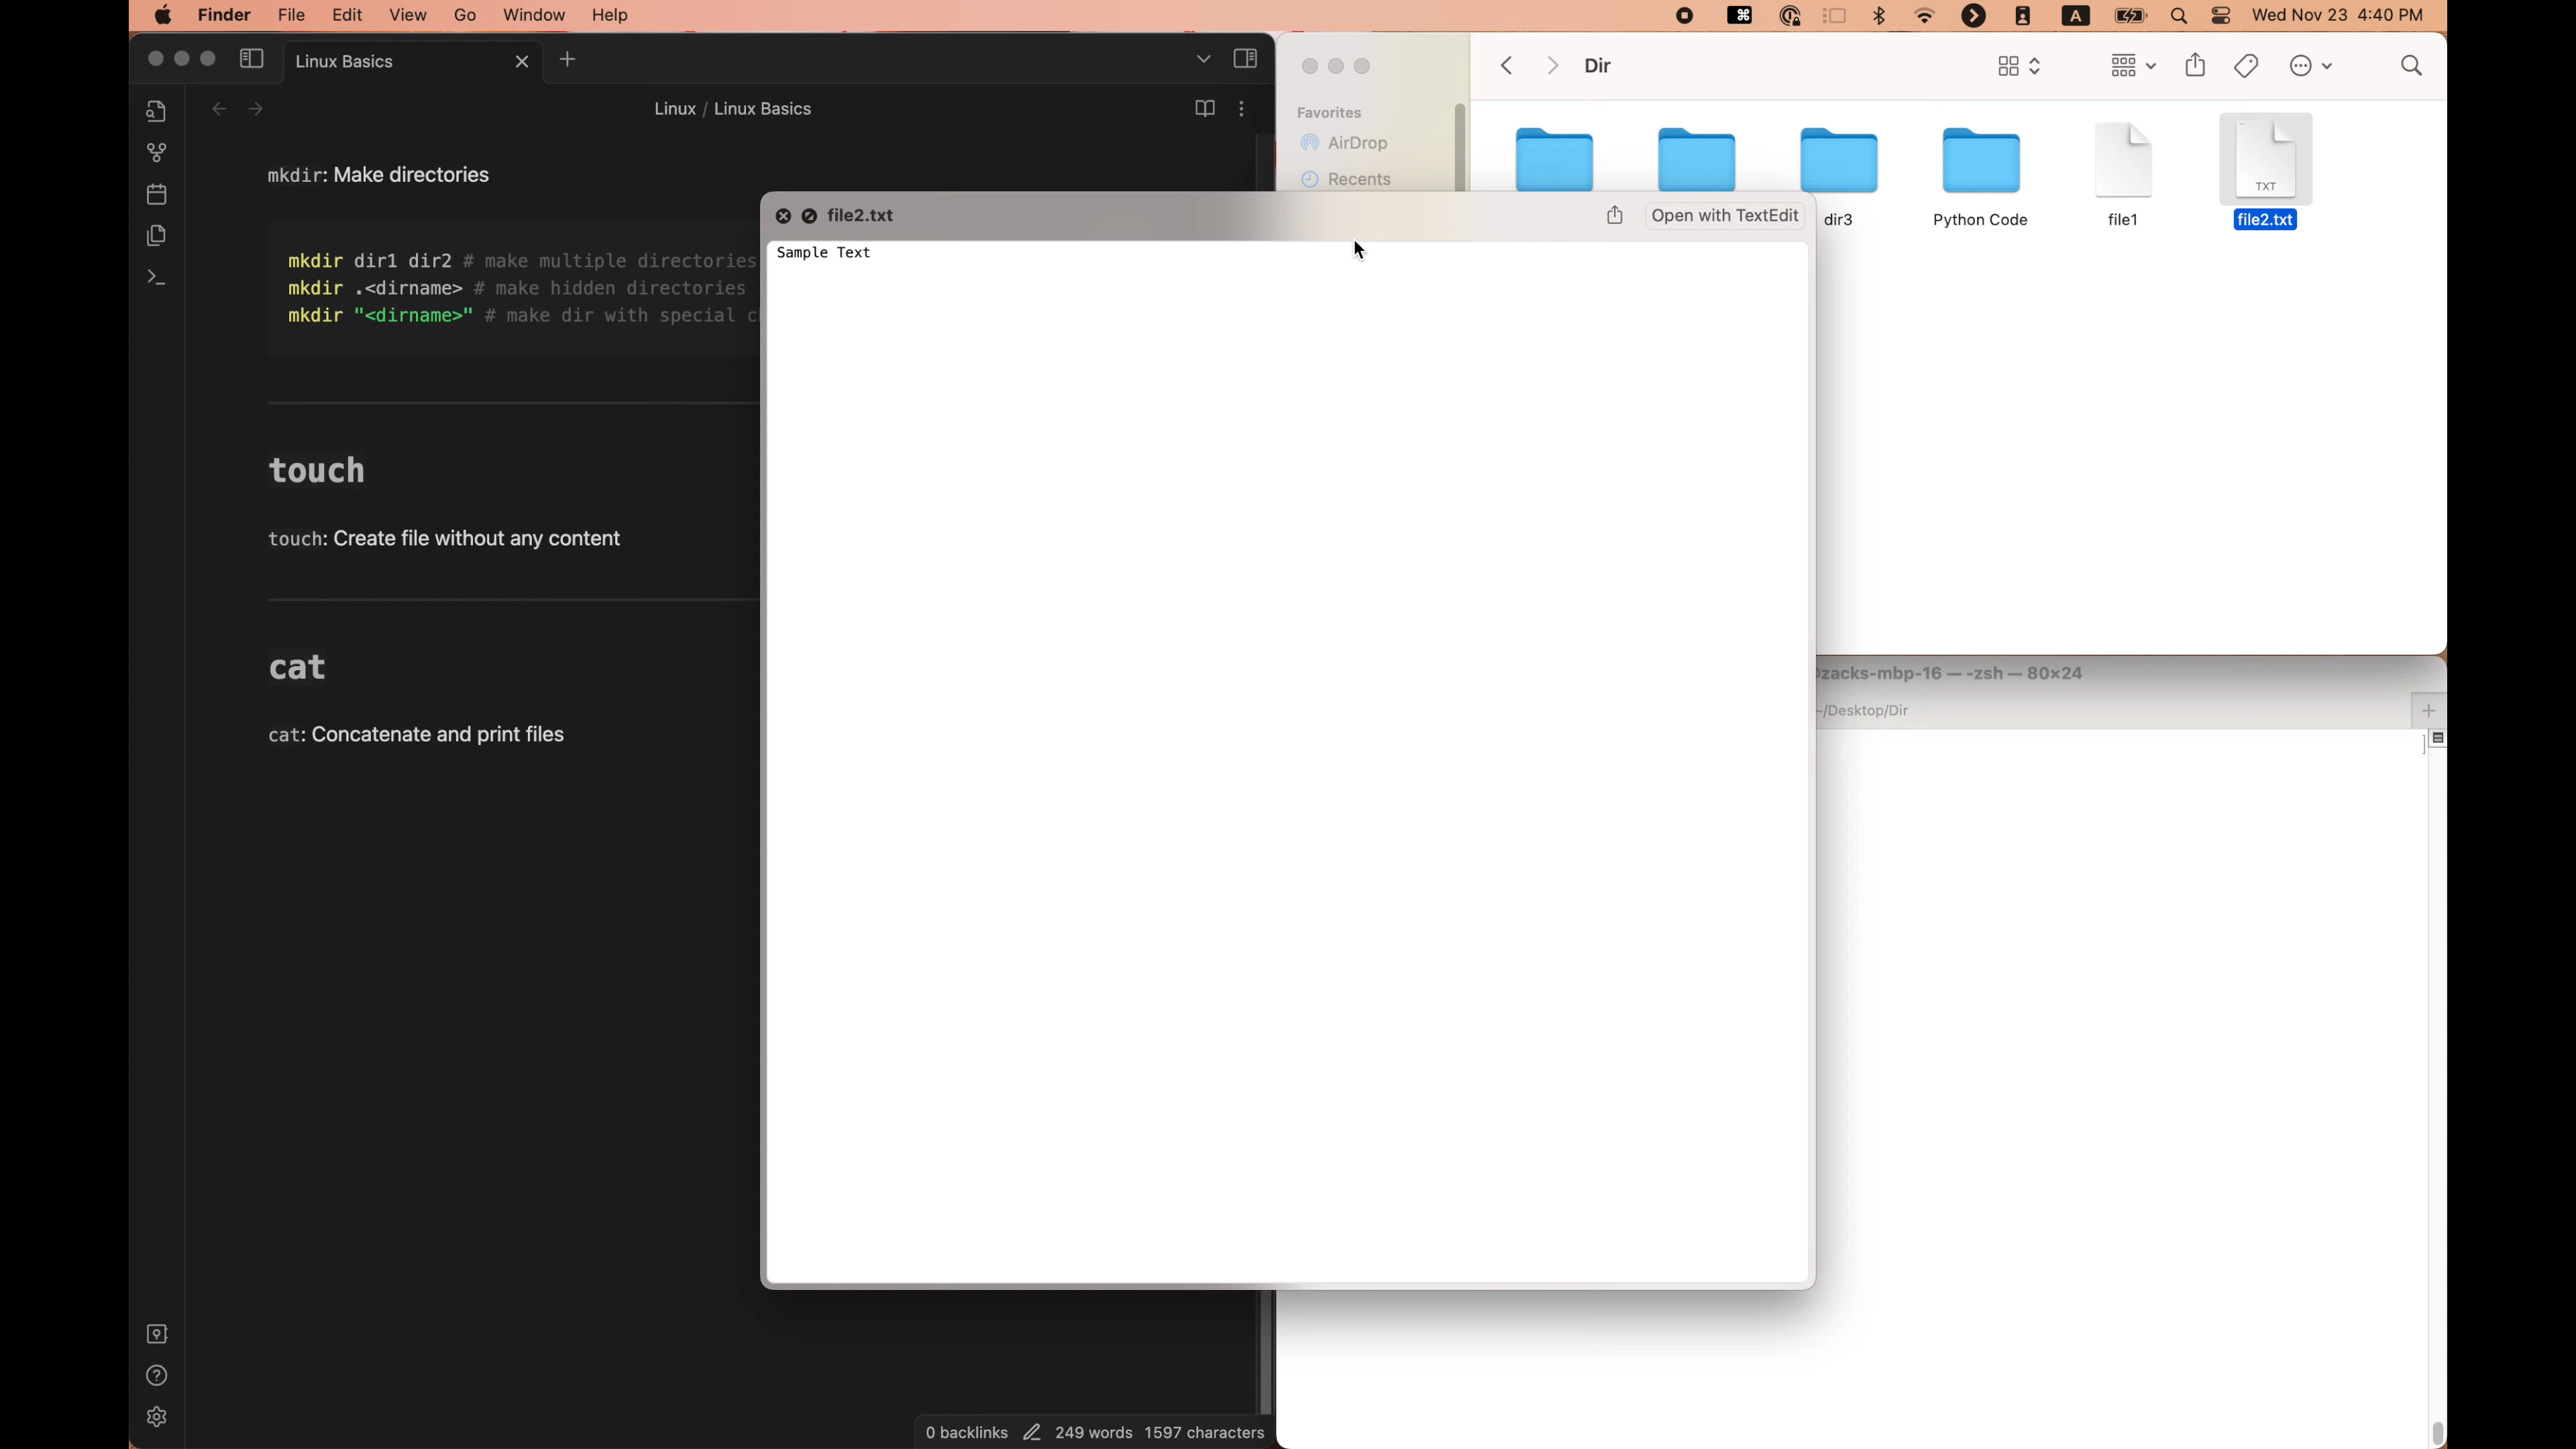 Finder File Edit View Go Window Help
A
Wed Nov 23 4:40 PM
Linux Basics
Linux / Linux Basics
mkdir: Make directories
mkdir dir1 dir2 # make multiple directories
mkdir .<dirname> # make hidden directories
mkdir "<dirname>" # make dir with special
touch
touch: Create file without any content
cat
cat: Concatenate and print files
0 backlinks 249 words 1597 characters
Dir
Favorites
AirDrop
Recents
TXT
dir3 Python Code file1 file2.txt
file2.txt
Open with TextEdit
Sample Text
zacks-mbp-16 — -zsh — 80×24
~/Desktop/Dir
]